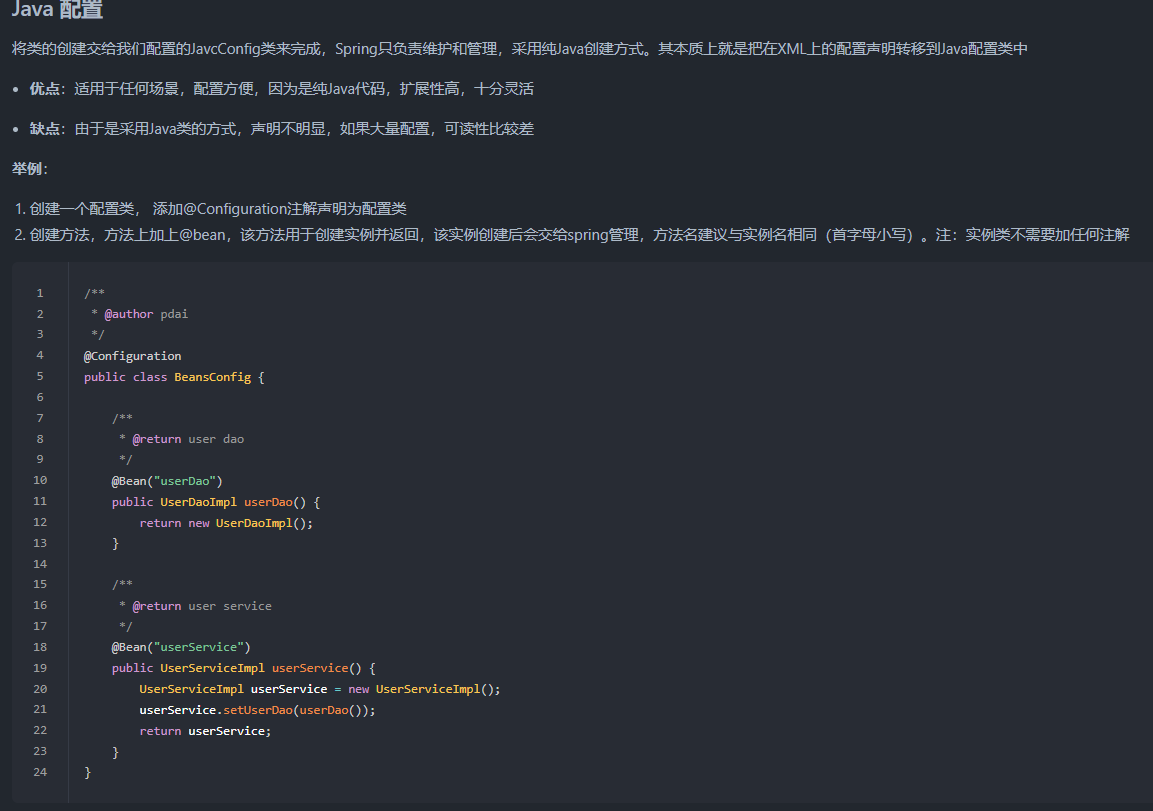 Java 配置
将类的创建交给我们配置的JavcConfig类来完成，Spring只负责维护和管理，采用纯Java创建方式。其本质上就是把在XML上的配置声明转移到Java配置类中
• 优点：适用于任何场景，配置方便，因为是纯Java代码，扩展性高，十分灵活
• 缺点：由于是采用Java类的方式，声明不明显，如果大量配置，可读性比较差
举例：
1. 创建一个配置类， 添加@Configuration注解声明为配置类
2. 创建方法，方法上加上@bean，该方法用于创建实例并返回，该实例创建后会交给spring管理，方法名建议与实例名相同（首字母小写）。注：实例类不需要加任何注解
1 /**
2  * @author pdai
3  */
4 @Configuration
5 public class BeansConfig {
6
7     /**
8      * @return user dao
9      */
10     @Bean("userDao")
11     public UserDaoImpl userDao() {
12         return new UserDaoImpl();
13     }
14
15     /**
16      * @return user service
17      */
18     @Bean("userService")
19     public UserServiceImpl userService() {
20         UserServiceImpl userService = new UserServiceImpl();
21         userService.setUserDao(userDao());
22         return userService;
23     }
24 }